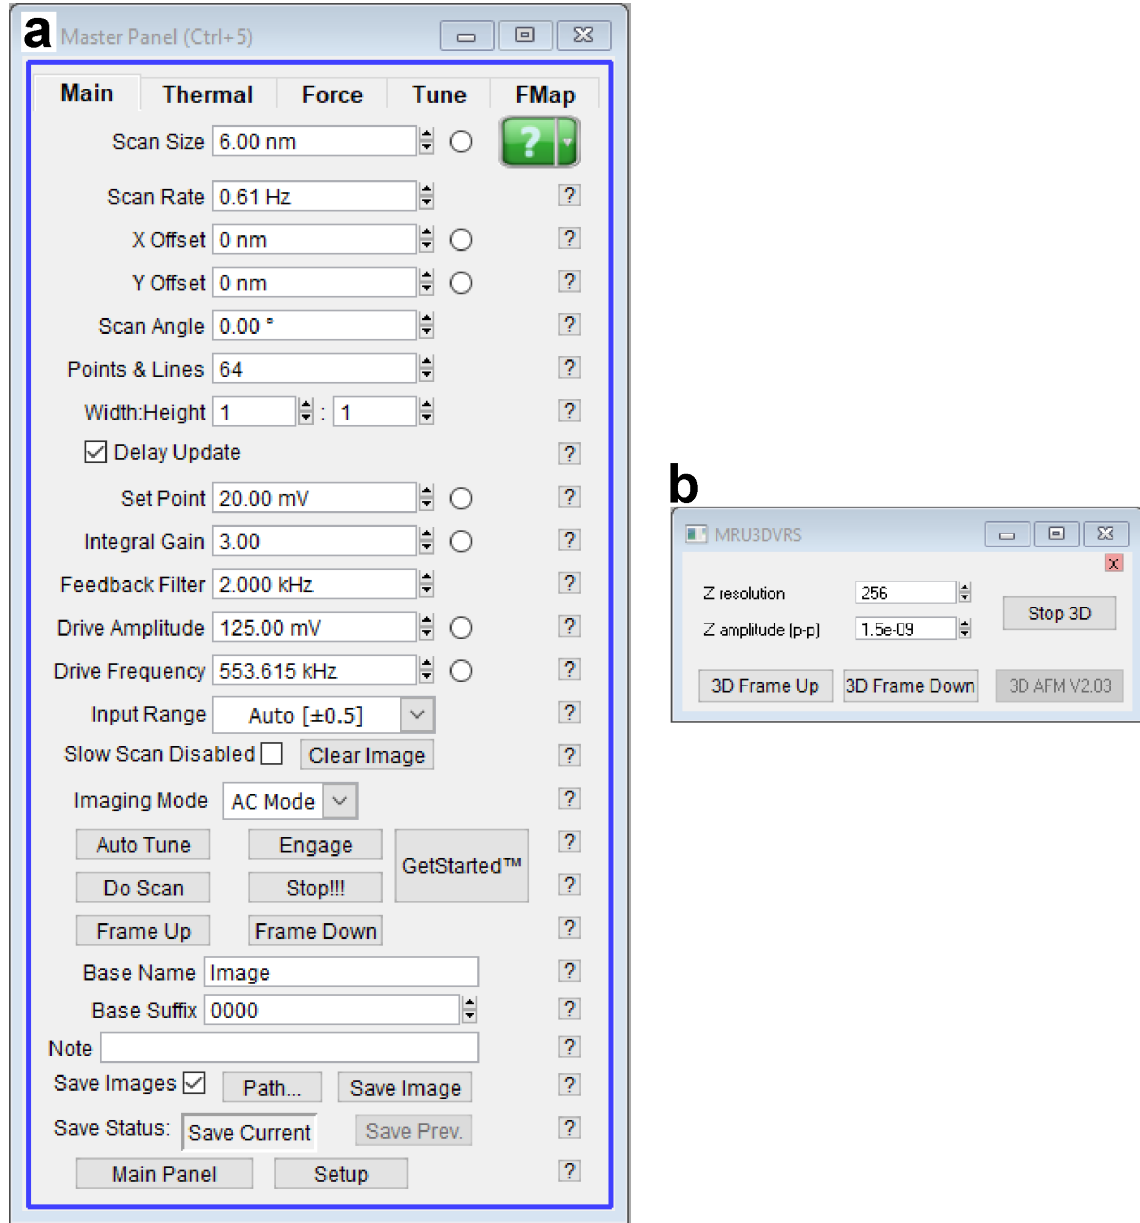 a
Master Panel (Ctrl+5)
Main Thermal Force Tune FMap
Scan Size 6.00 nm ?
Scan Rate 0.61 Hz ?
X Offset 0 nm ?
Y Offset 0 nm ?
Scan Angle 0.00 ° ?
Points & Lines 64 ?
Width:Height 1 : 1 ?
Delay Update ?
Set Point 20.00 mV ?
Integral Gain 3.00 ?
Feedback Filter 2.000 kHz ?
Drive Amplitude 125.00 mV ?
Drive Frequency 553.615 kHz ?
Input Range Auto [±0.5] ?
Slow Scan Disabled Clear Image ?
Imaging Mode AC Mode ?
Auto Tune Engage ?
GetStarted™
Do Scan Stop!!! ?
Frame Up Frame Down ?
Base Name Image ?
Base Suffix 0000 ?
Note ?
Save Images Path... Save Image ?
Save Status: Save Current Save Prev. ?
Main Panel Setup ?
b
MRU3DVRS
X
Z resolution 256
Stop 3D
Z amplitude (p-p) 1.5e-09
3D Frame Up 3D Frame Down 3D AFM V2.03